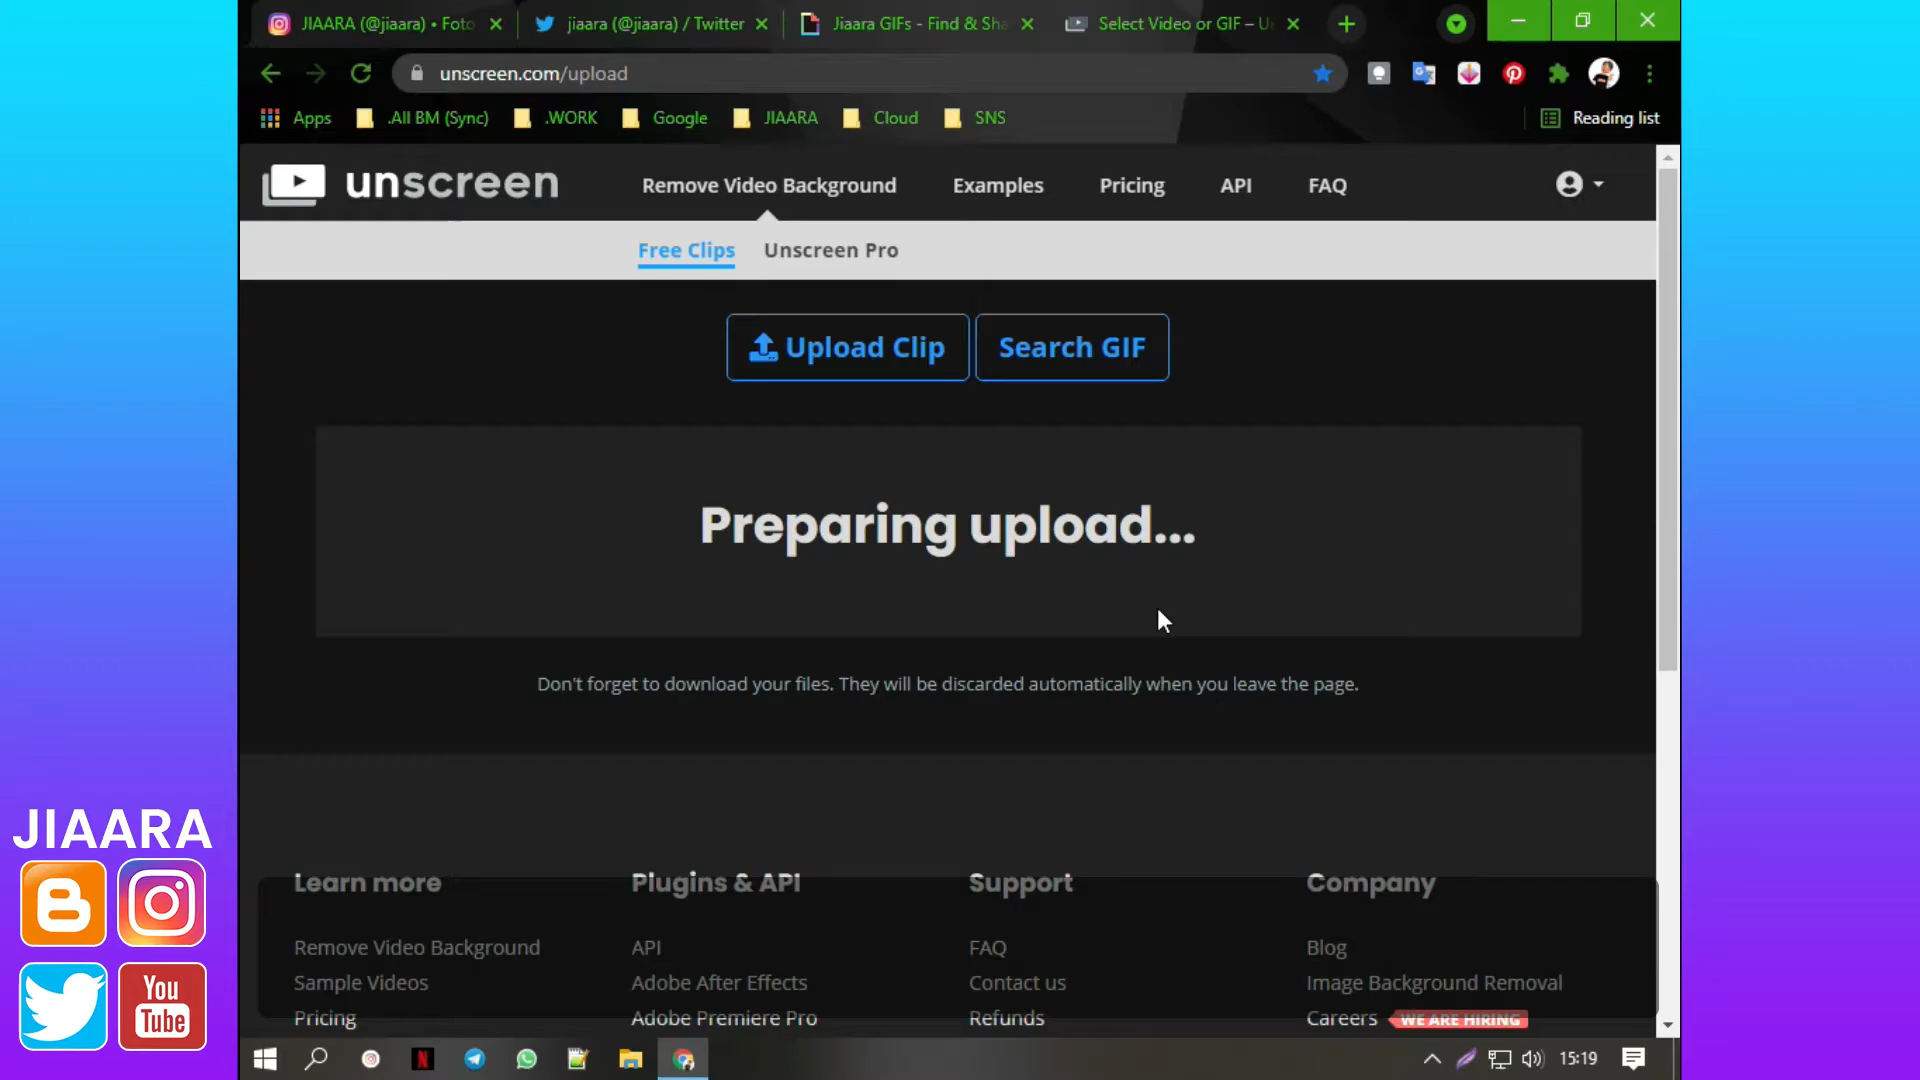 JIAARA (@jiaara) • Foto
jiaara (@jiaara) / Twitter
Jiaara GIFs - Find & Sha
Select Video or GIF – U
unscreen.com/upload
Apps
.All BM (Sync)
.WORK
Google
JIAARA
Cloud
SNS
Reading list
unscreen
Remove Video Background
Examples
Pricing
API
FAQ
Free Clips
Unscreen Pro
Upload Clip
Search GIF
Preparing upload...
Don't forget to download your files. They will be discarded automatically when you leave the page.
JIAARA
You
Tube
Learn more
Remove Video Background
Sample Videos
Pricing
Plugins & API
API
Adobe After Effects
Adobe Premiere Pro
Support
FAQ
Contact us
Refunds
Company
Blog
Image Background Removal
Careers WE ARE HIRING
15:19